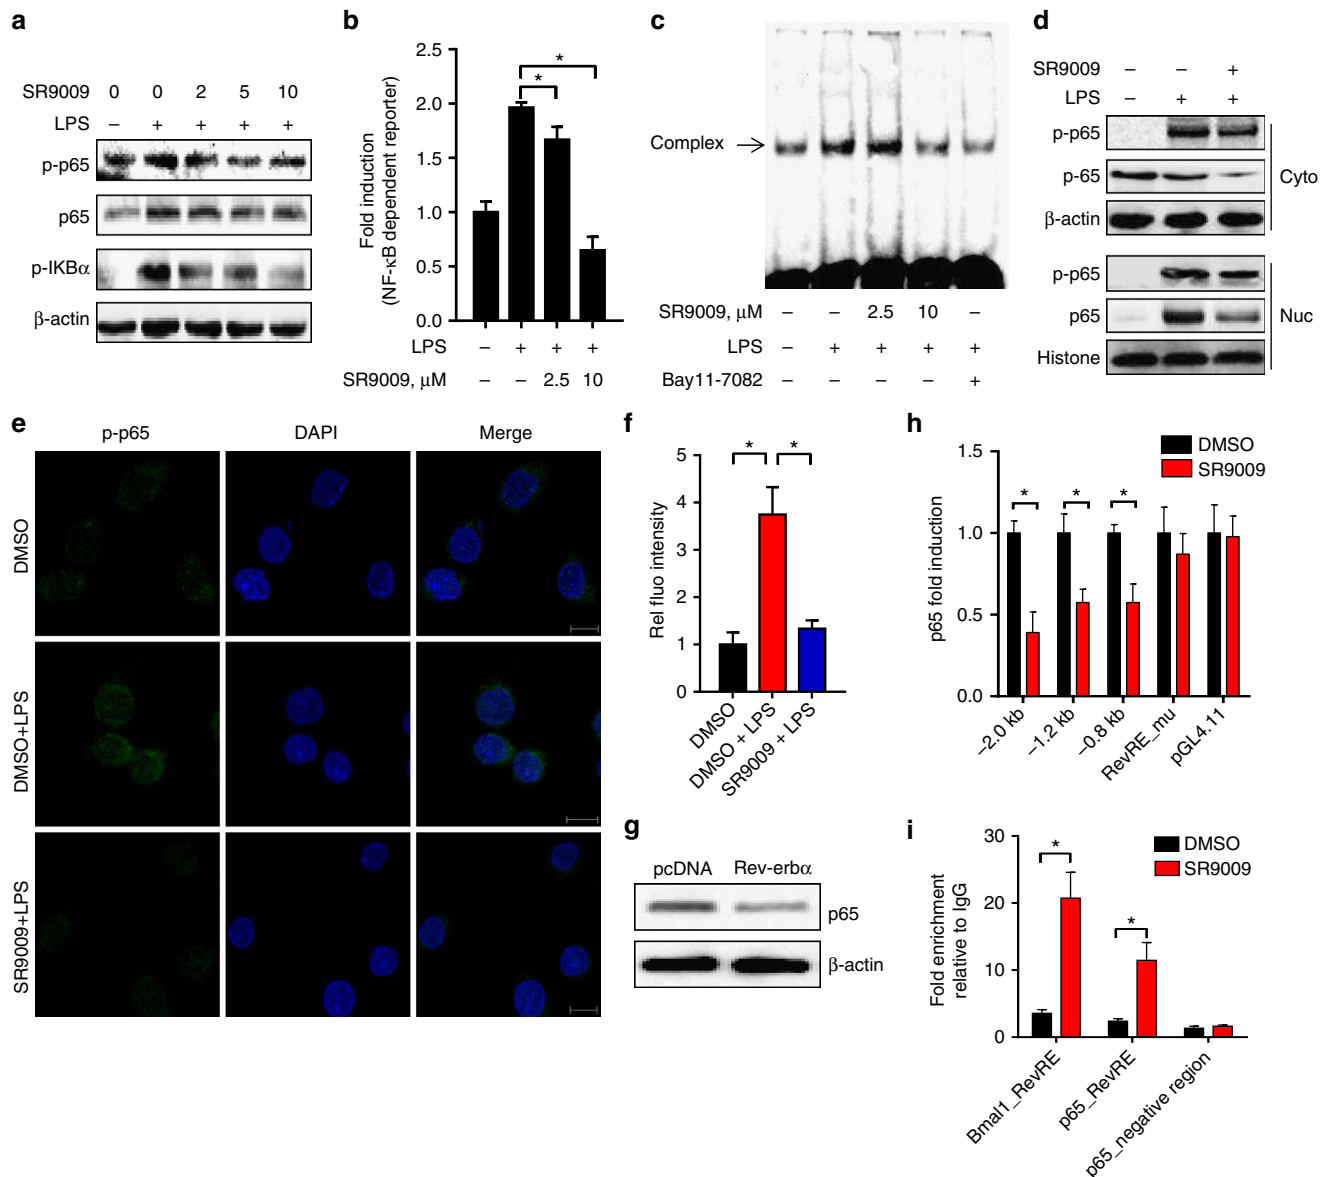 a
SR9009 0 0 2 5 10
LPS – + + + +
p-p65
p65
p-IKBα
β-actin
b
Fold induction
(NF-κB dependent reporter)
2.5
2.0
1.5
1.0
0.5
0.0
*
*
LPS – + + +
SR9009, μM – – 2.5 10
c
Complex
SR9009, μM – – 2.5 10 –
LPS – + + + +
Bay11-7082 – – – – +
d
SR9009 – – +
LPS – + +
p-p65
p-65
β-actin
Cyto
p-p65
p65
Histone
Nuc
e
p-p65 DAPI Merge
DMSO
DMSO+LPS
SR9009+LPS
f
Rel fluo intensity
5
4
3
2
1
0
* *
DMSO
DMSO + LPS
SR9009 + LPS
g
pcDNA Rev-erbα
p65
β-actin
h
DMSO
SR9009
p65 fold induction
1.5
1.0
0.5
0.0
* * *
–2.0 kb
–1.2 kb
–0.8 kb
RevRE_mu
pGL4.11
i
DMSO
SR9009
Fold enrichment
relative to IgG
30
20
10
0
*
*
Bmal1_RevRE
p65_RevRE
p65_negative region